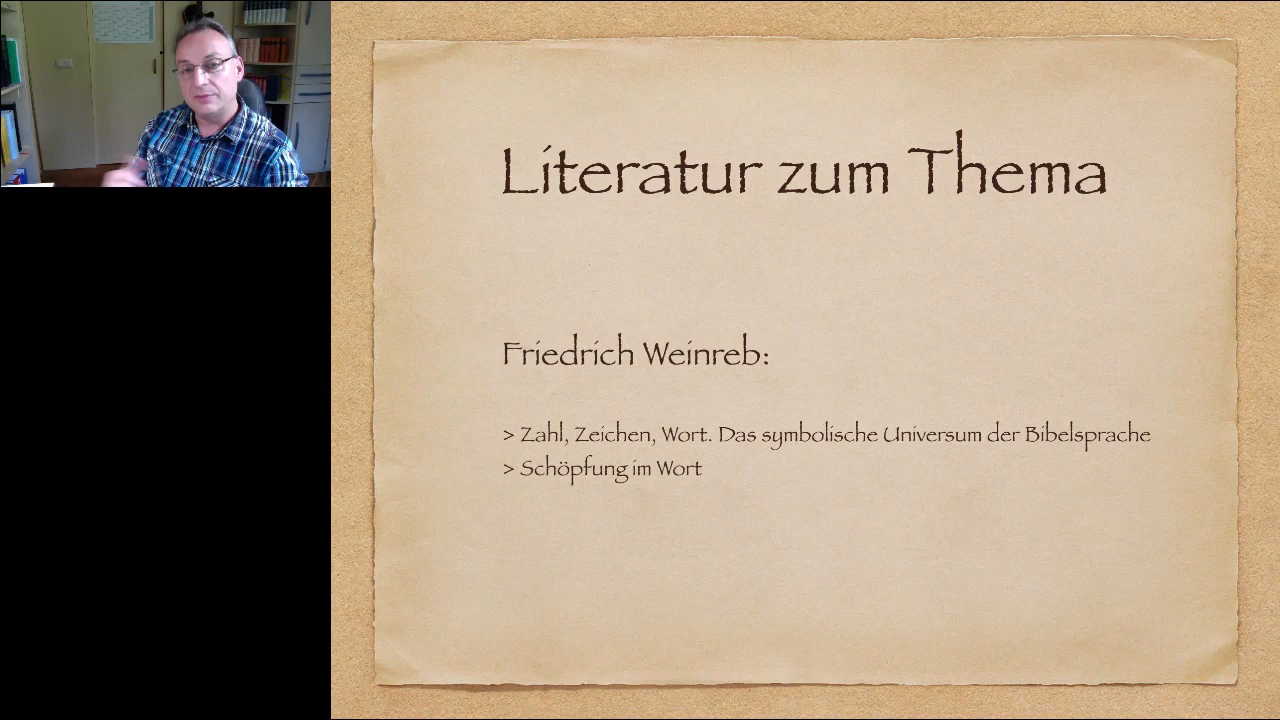 Literatur zum Thema
Friedrich Weinreb:
> Zahl, Zeichen, Wort. Das symbolische Universum der Bibelsprache
> Schöpfung im Wort